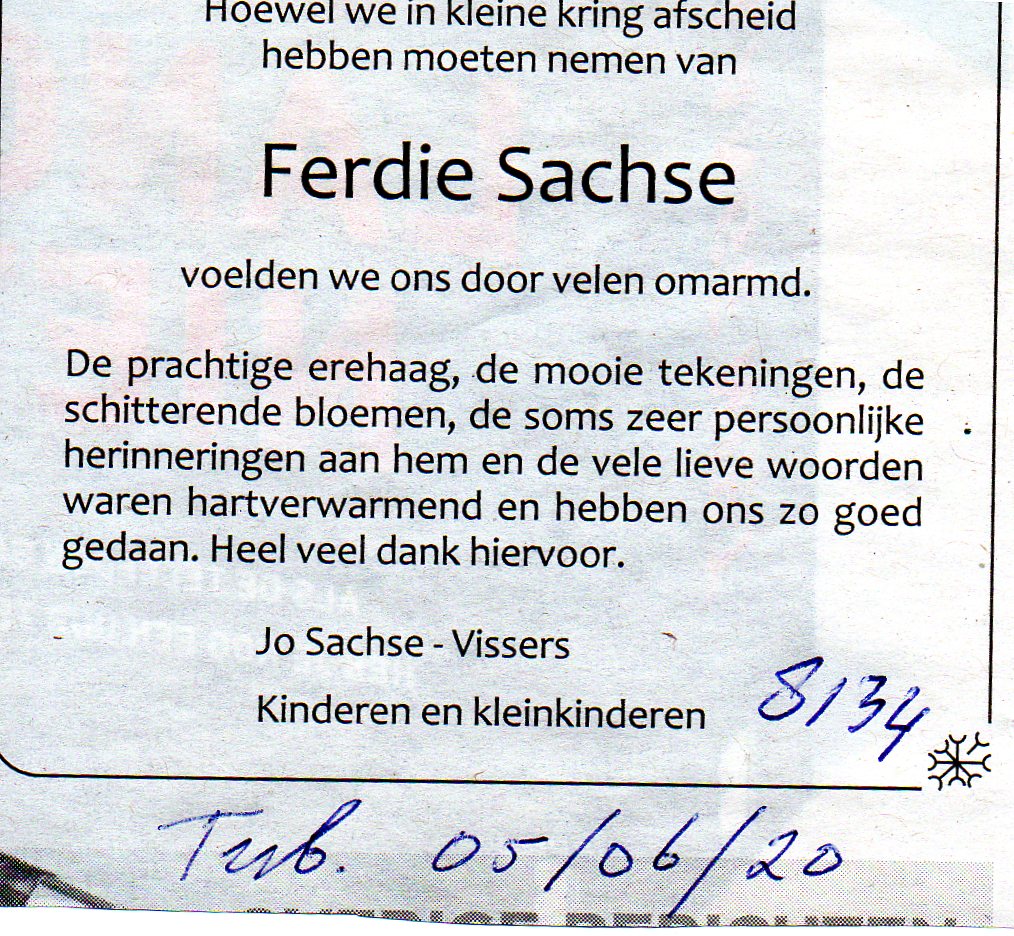 Hoewel we in kleine kring afscheid
hebben moeten nemen van
Ferdie Sachse
voelden we ons door velen omarmd.
De prachtige erehaag, de mooie tekeningen, de
schitterende bloemen, de soms zeer persoonlijke
herinneringen aan hem en de vele lieve woorden
waren hartverwarmend en hebben ons zo goed
gedaan. Heel veel dank hiervoor.
Jo Sachse - Vissers
Kinderen en kleinkinderen
8134
Tub. 05/06/20